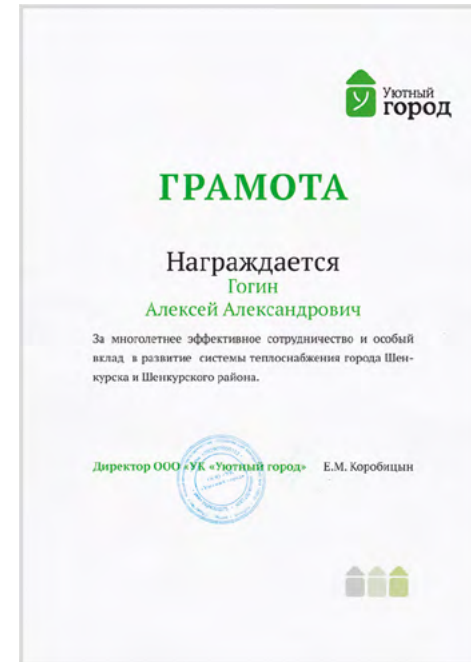 Уютный
город
ГРАМОТА
Награждается
Гогин
Алексей Александрович
За многолетнее эффективное сотрудничество и особый
вклад в развитие системы теплоснабжения города Шен-
курска и Шенкурского района.
Директор ООО «УК «Уютный город» Е.М. Коробицын